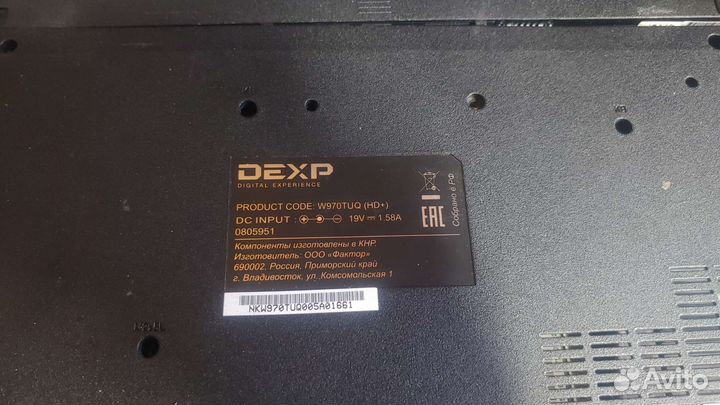 DEXP
DIGITAL EXPERIENCE
PRODUCT CODE: W970TUQ (HD+)
DC INPUT : 19V 1.58A
0805951
Компоненты изготовлены в КНР.
Изготовитель: ООО «Фактор»
690002, Россия, Приморский край
г. Владивосток, ул. Комсомольская 1
EAC
Собрано в РФ
NKW970TUQ005A01661
Avito